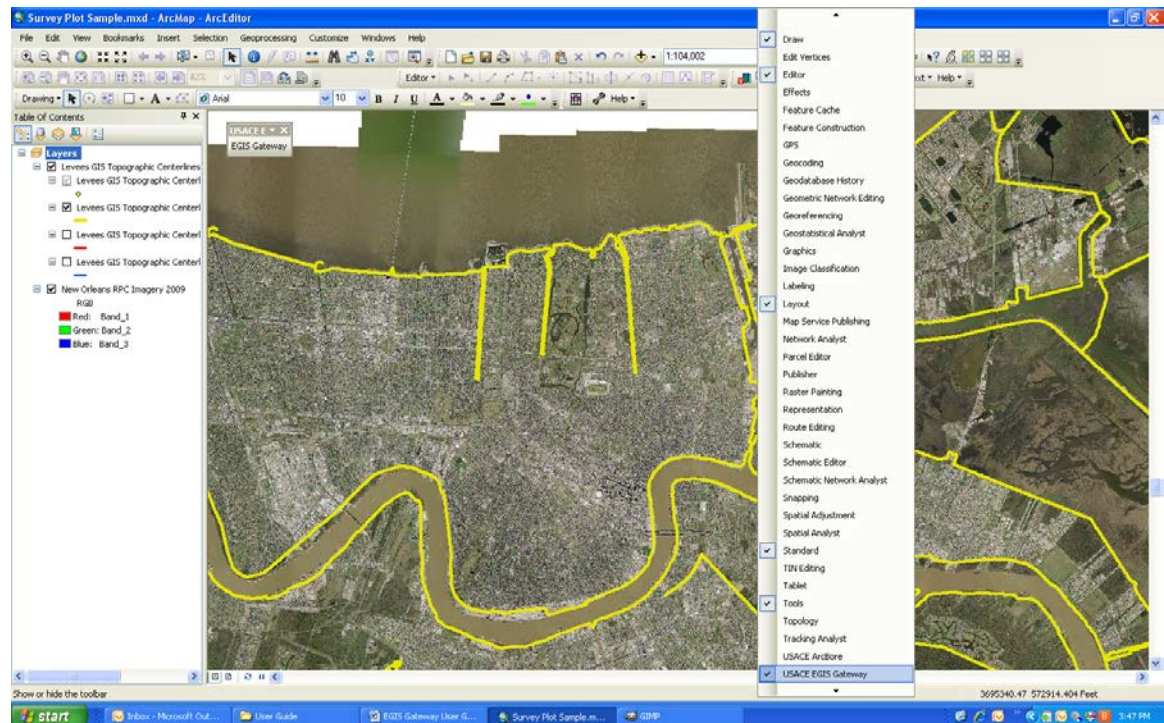 Survey Plot Sample.mxd - ArcMap - ArcEditor
File Edit View Bookmarks Insert Selection Geoprocessing Customize Windows Help
1:104,002
42%
Editor
Help
Drawing
Arial
10
B I U A
Help
Table Of Contents
Layers
Levees GIS Topographic Centerlines
Levees GIS Topographic Centerl
Levees GIS Topographic Centerl
Levees GIS Topographic Centerl
Levees GIS Topographic Centerl
New Orleans RPC Imagery 2009
RGB
Red: Band_1
Green: Band_2
Blue: Band_3
USACE E
EGIS Gateway
Draw
Edit Vertices
Editor
Effects
Feature Cache
Feature Construction
GPS
Geocoding
Geodatabase History
Geometric Network Editing
Georeferencing
Geostatistical Analyst
Graphics
Image Classification
Labeling
Layout
Map Service Publishing
Network Analyst
Parcel Editor
Publisher
Raster Painting
Representation
Route Editing
Schematic
Schematic Editor
Schematic Network Analyst
Snapping
Spatial Adjustment
Spatial Analyst
Standard
TIN Editing
Tablet
Tools
Topology
Tracking Analyst
USACE ArcBore
USACE EGIS Gateway
Show or hide the toolbar
3695340.47 572914.404 Feet
start
Inbox - Microsoft Out...
User Guide
EGIS Gateway User G...
Survey Plot Sample.m...
GIMP
3:47 PM